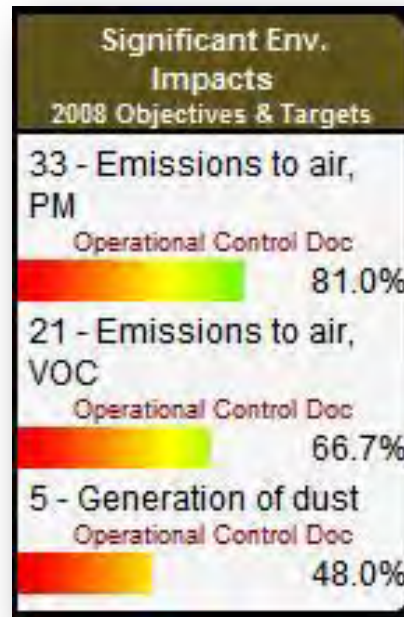 Significant Env.
Impacts
2008 Objectives & Targets
33 - Emissions to air,
PM
Operational Control Doc
81.0%
21 - Emissions to air,
VOC
Operational Control Doc
66.7%
5 - Generation of dust
Operational Control Doc
48.0%